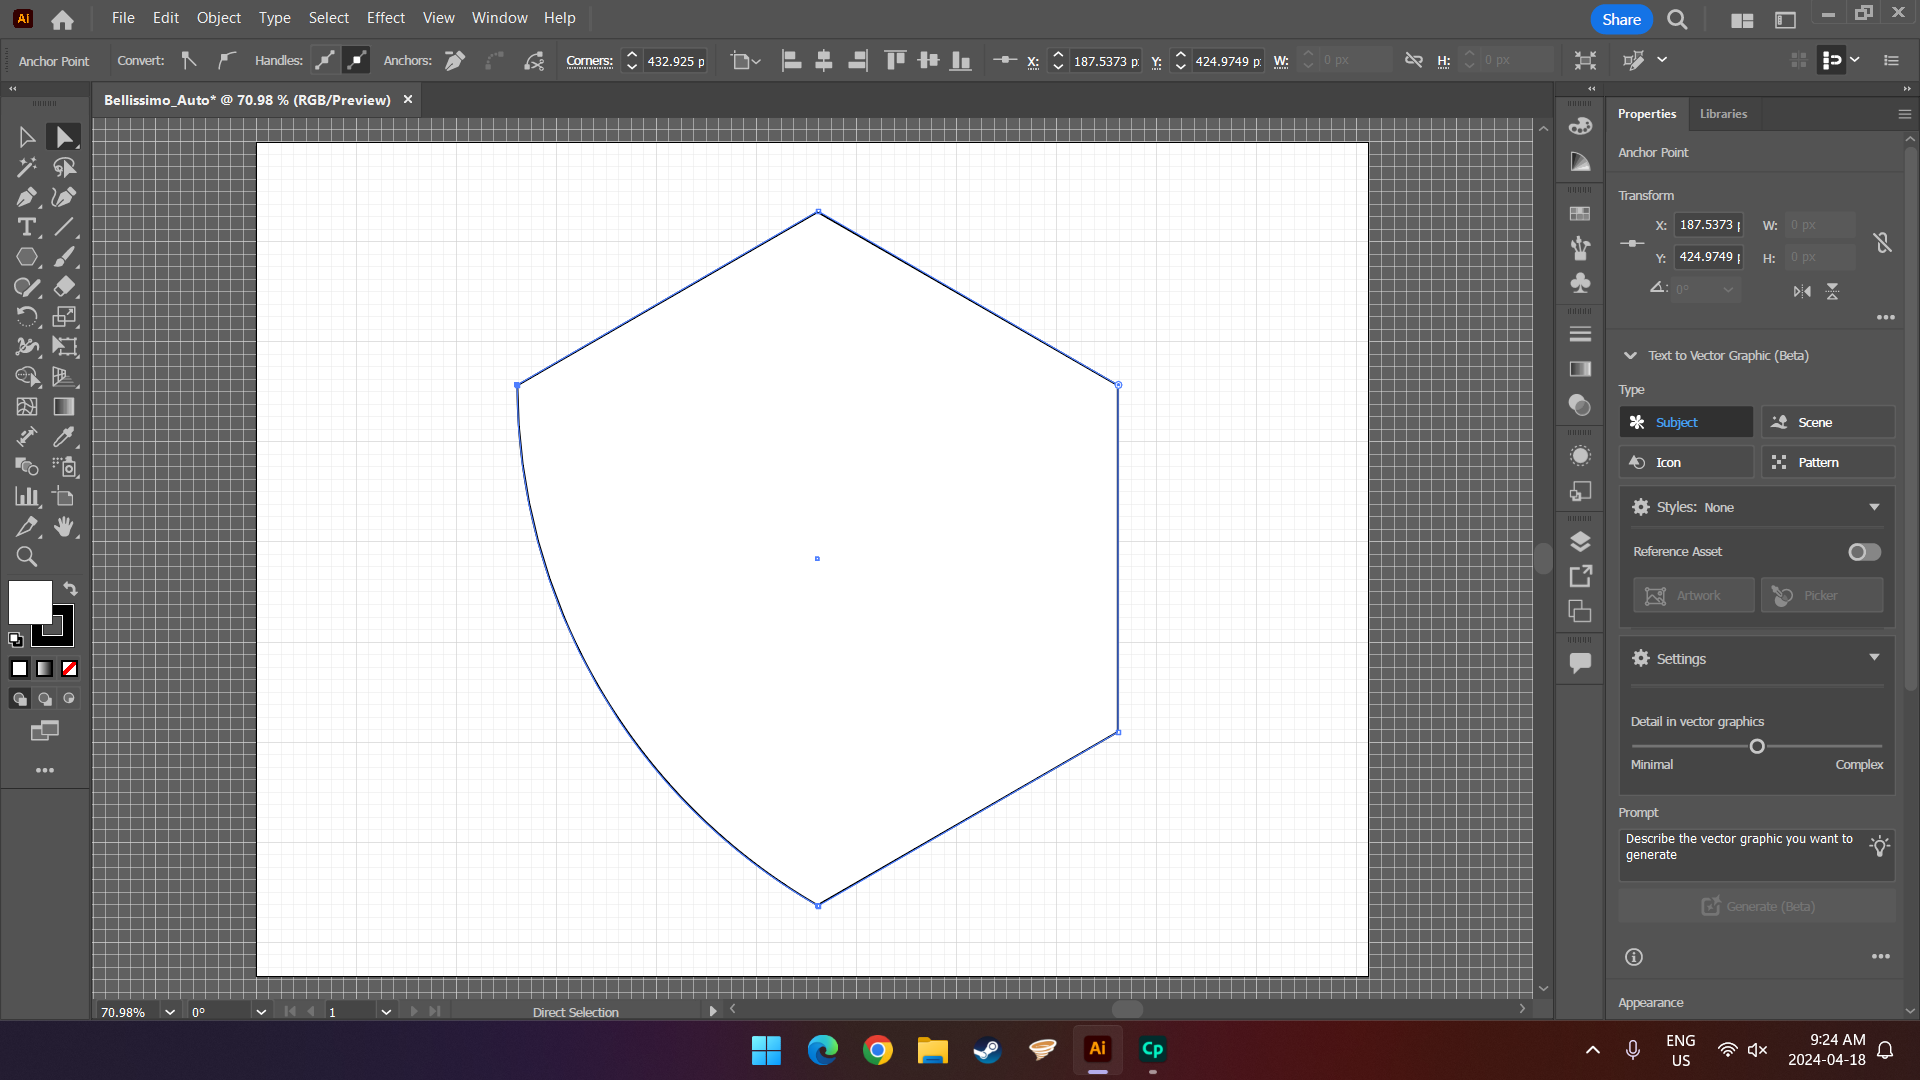 Ai File Edit Object Type Select Effect View Window Help Share
Anchor Point Convert: Handles: Anchors: Corners: 432.925 p X: 187.5373 p Y: 424.9749 W: 0 px H: 0 px
Bellissimo_Auto* @ 70.98 % (RGB/Preview) ×
Properties Libraries
Anchor Point
Transform
X: 187.5373 W: 0 px
Y: 424.9749 H: 0 px
0°
Text to Vector Graphic (Beta)
Type
Subject Scene
Icon Pattern
Styles: None
Reference Asset
Artwork Picker
Settings
Detail in vector graphics
Minimal Complex
Prompt
Describe the vector graphic you want to
generate
Generate (Beta)
Appearance
70.98% 0° 1 Direct Selection
Ai Cp
ENG
US
9:24 AM
2024-04-18